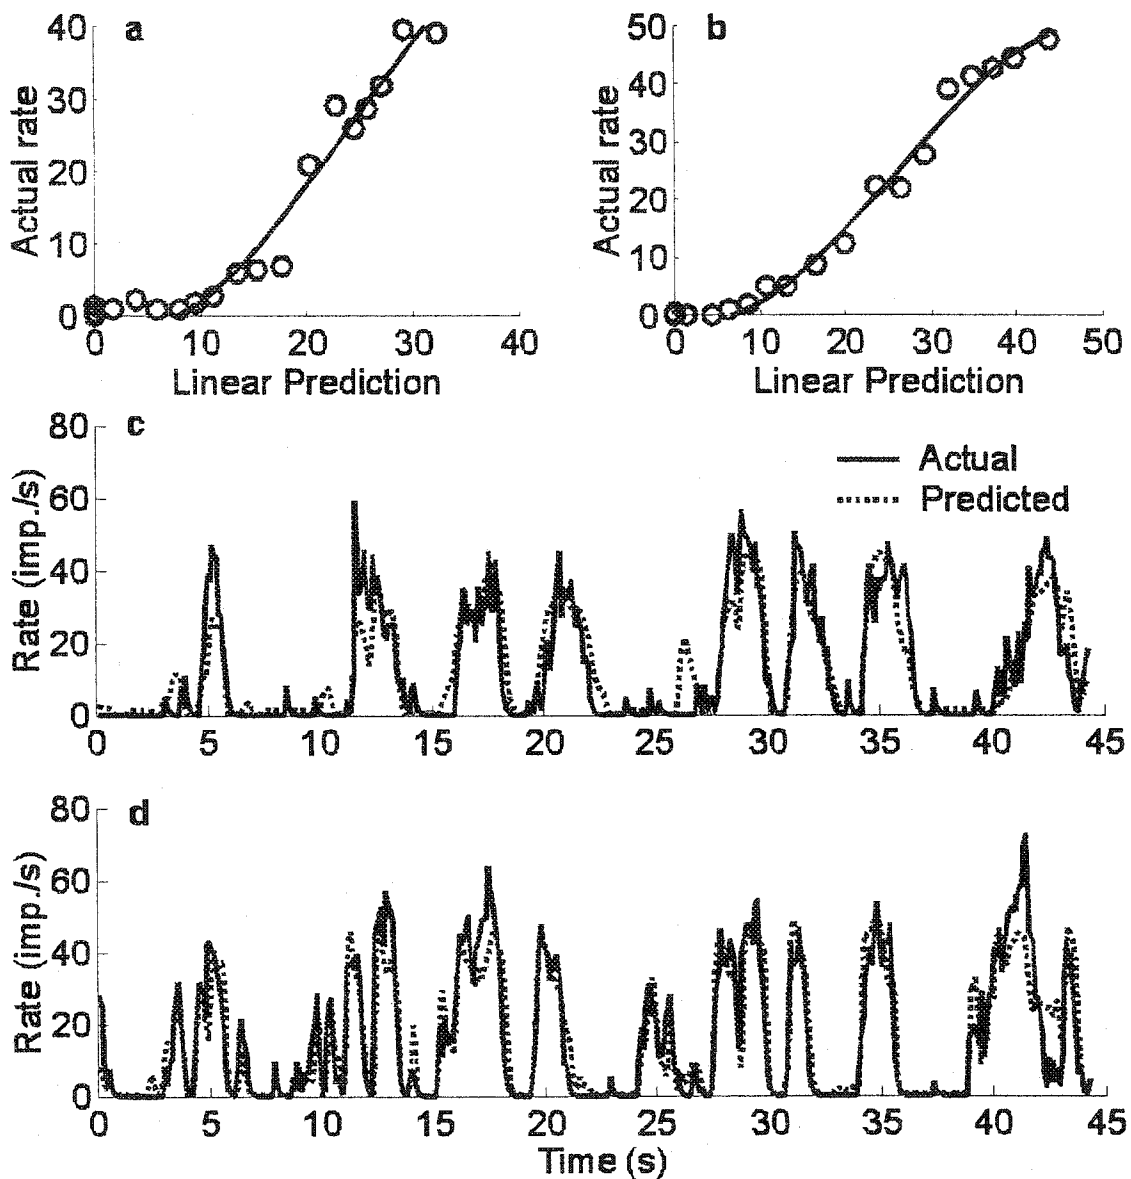 a
40
30
20
10
0
Actual rate
0 10 20 30 40
Linear Prediction
b
50
40
30
20
10
0
Actual rate
0 10 20 30 40 50
Linear Prediction
c
80
60
40
20
0
Rate (imp./s)
Actual
Predicted
0 5 10 15 20 25 30 35 40 45
d
80
60
40
20
0
Rate (imp./s)
0 5 10 15 20 25 30 35 40 45
Time (s)